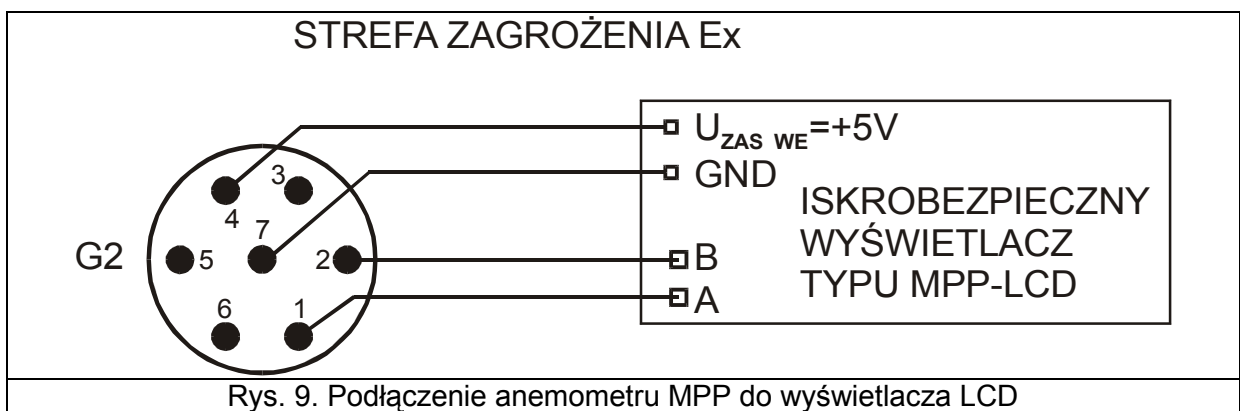 STREFA ZAGROŻENIA Ex
U ZAS WE=+5V
GND
3
4
7
ISKROBEZPIECZNY
WYŚWIETLACZ
TYPU MPP-LCD
G2
5
2
B
6
1
A
Rys. 9. Podłączenie anemometru MPP do wyświetlacza LCD